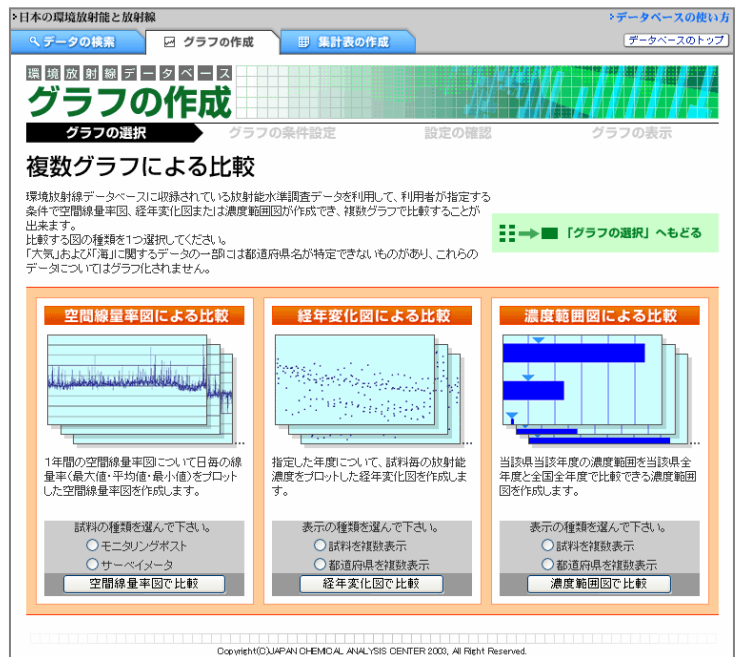 日本の環境放射能と放射線
データベースの使い方
データの検索
グラフの作成
集計表の作成
データベースのトップ
環境放射線データベース
グラフの作成
グラフの選択
グラフの条件設定
設定の確認
グラフの表示
複数グラフによる比較
環境放射線データベースに収録されている放射能水準調査データを利用して、利用者が指定する
条件で空間線量率図、経年変化図または濃度範囲図が作成でき、複数グラフで比較することが
出来ます。
比較する図の種類を1つ選択してください。
「大気」および「海」に関するデータの一部には都道府県名が特定できないものがあり、これらの
データについてはグラフ化されません。
「グラフの選択」へもどる
空間線量率図による比較
1年間の空間線量率図について日毎の線
量率(最大値・平均値・最小値)をプロット
した空間線量率図を作成します。
試料の種類を選んで下さい。
モニタリングポスト
サーベイメータ
空間線量率図で比較
経年変化図による比較
指定した年度について、試料毎の放射能
濃度をプロットした経年変化図を作成しま
す。
表示の種類を選んで下さい。
試料を複数表示
都道府県を複数表示
経年変化図で比較
濃度範囲図による比較
当該県当該年度の濃度範囲を当該県全
年度と全国全年度で比較できる濃度範囲
図を作成します。
表示の種類を選んで下さい。
試料を複数表示
都道府県を複数表示
濃度範囲図で比較
Copyright(C)JAPAN CHEMICAL ANALYSIS CENTER 2003, All Right Reserved.